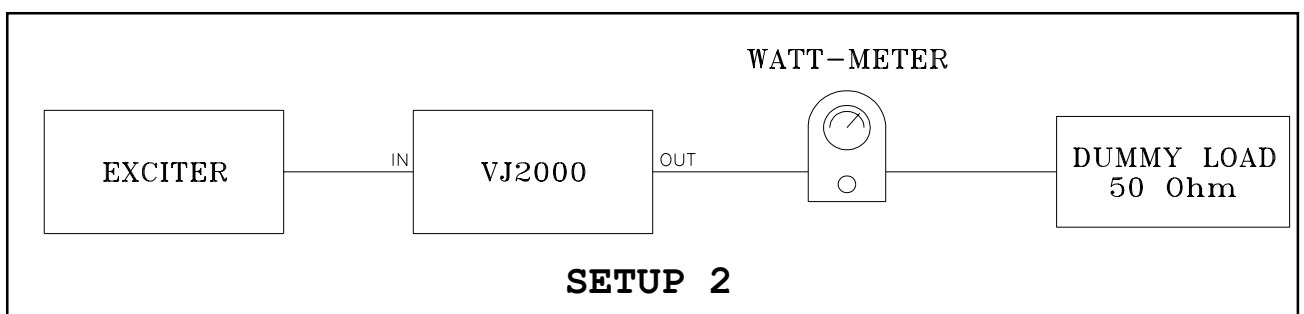 WATT-METER
EXCITER
IN
VJ2000
OUT
DUMMY LOAD
50 Ohm
SETUP 2